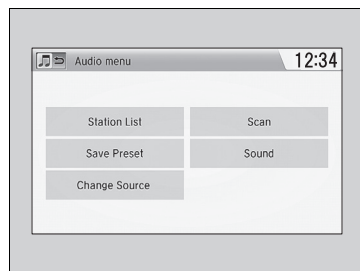 Audio menu 12:34
Station List Scan
Save Preset Sound
Change Source